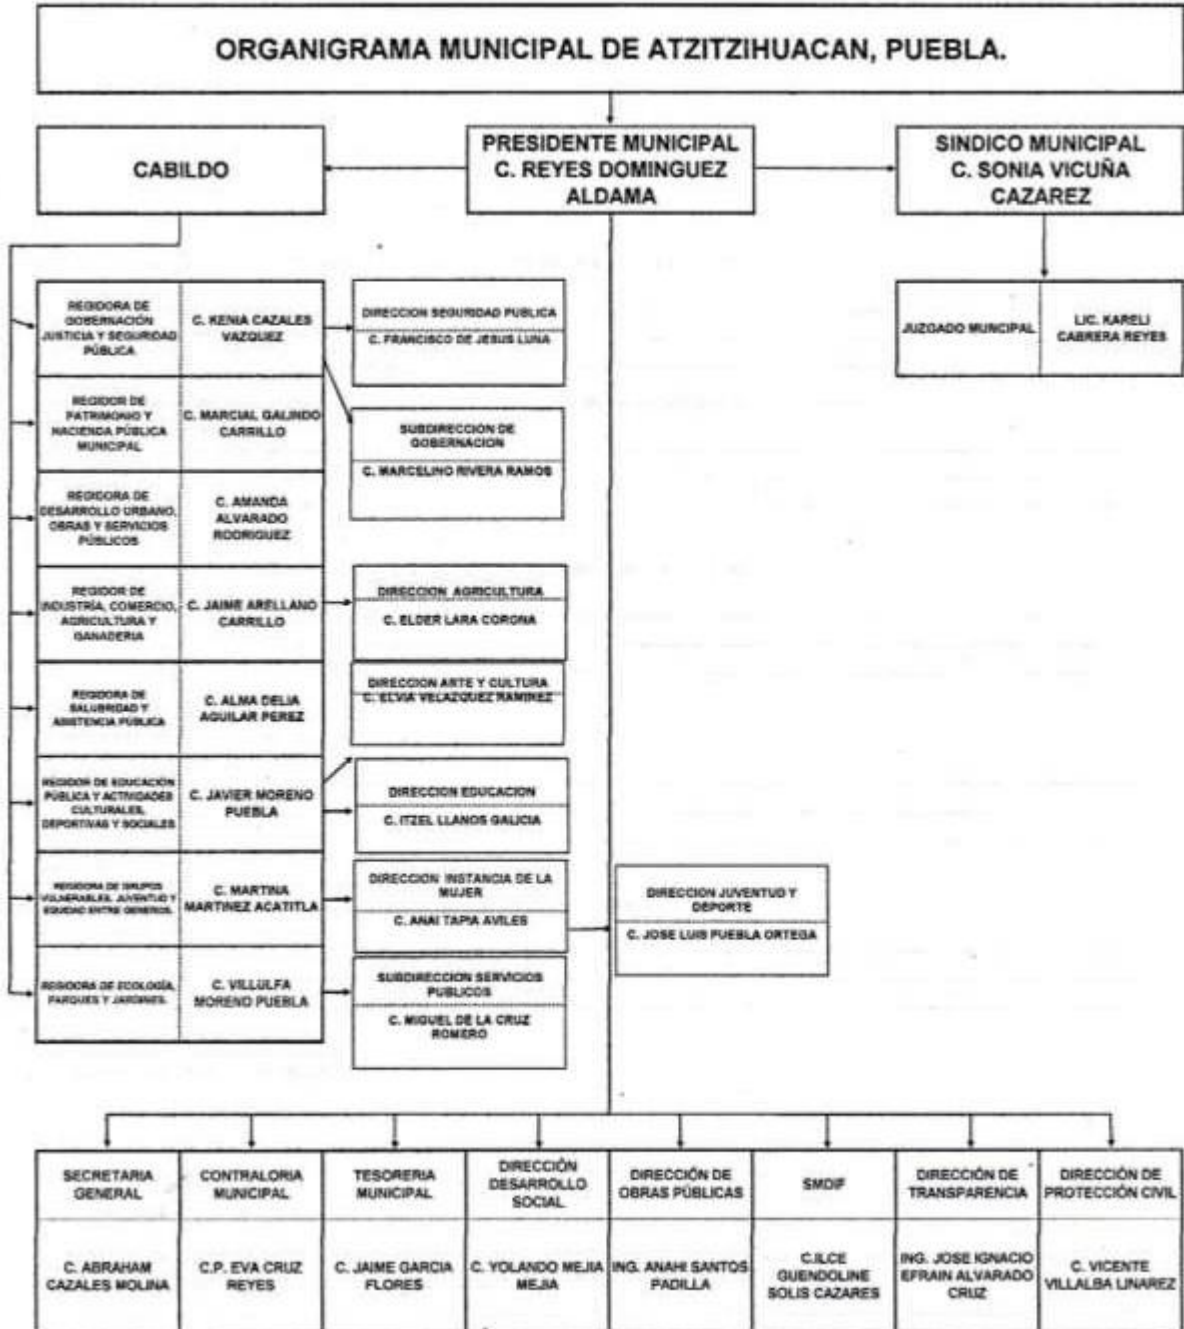 ORGANIGRAMA MUNICIPAL DE ATZITZIHUACAN, PUEBLA.
CABILDO
PRESIDENTE MUNICIPAL
C. REYES DOMINGUEZ
ALDAMA
SINDICO MUNICIPAL
C. SONIA VICUÑA
CAZAREZ
REGIDORA DE
GOBERNACIÓN
JUSTICIA Y SEGURIDAD
PÚBLICA
C. KENIA CAZALES
VAZQUEZ
DIRECCION SEGURIDAD PUBLICA
C. FRANCISCO DE JESUS LUNA
JUZGADO MUNCIPAL
LIC. KARELI
CABRERA REYES
REGIDOR DE
PATRIMONIO Y
HACIENDA PÚBLICA
MUNICIPAL
C. MARCIAL GALINDO
CARRILLO
SUBDIRECCIÓN DE
GOBERNACION
C. MARCELINO RIVERA RAMOS
REGIDORA DE
DESARROLLO URBANO,
OBRAS Y SERVICIOS
PÚBLICOS
C. AMANDA
ALVARADO
RODRIGUEZ
REGIDOR DE
INDUSTRÍA, COMERCIO,
AGRICULTURA Y
GANADERIA
C. JAIME ARELLANO
CARRILLO
DIRECCION AGRICULTURA
C. ELDER LARA CORONA
REGIDORA DE
SALUBRIDAD Y
ASISTENCIA PÚBLICA
C. ALMA DELIA
AGUILAR PEREZ
DIRECCION ARTE Y CULTURA
C. ELVIA VELAZQUEZ RAMIREZ
REGIDOR DE EDUCACIÓN
PÚBLICA Y ACTIVIDADES
CULTURALES,
DEPORTIVAS Y SOCIALES
C. JAVIER MORENO
PUEBLA
DIRECCION EDUCACION
C. ITZEL LLANOS GALICIA
REGIDORA DE GRUPOS
VULNERABLES, JUVENTUD Y
EQUIDAD ENTRE GENEROS.
C. MARTINA
MARTINEZ ACATITLA
DIRECCION INSTANCIA DE LA
MUJER
C. ANAI TAPIA AVILES
DIRECCION JUVENTUD Y
DEPORTE
C. JOSE LUIS PUEBLA ORTEGA
REGIDORA DE ECOLOGÍA,
PARQUES Y JARDINES.
C. VILLULFA
MORENO PUEBLA
SUBDIRECCION SERVICIOS
PUBLICOS
C. MIGUEL DE LA CRUZ
ROMERO
SECRETARIA
GENERAL
C. ABRAHAM
CAZALES MOLINA
CONTRALORIA
MUNICIPAL
C.P. EVA CRUZ
REYES
TESORERIA
MUNICIPAL
C. JAIME GARCIA
FLORES
DIRECCIÓN
DESARROLLO
SOCIAL
C. YOLANDO MEJIA
MEJIA
DIRECCIÓN DE
OBRAS PÚBLICAS
ING. ANAHI SANTOS
PADILLA
SMDIF
C.ILCE
GUENDOLINE
SOLIS CAZARES
DIRECCIÓN DE
TRANSPARENCIA
ING. JOSE IGNACIO
EFRAIN ALVARADO
CRUZ
DIRECCIÓN DE
PROTECCIÓN CIVIL
C. VICENTE
VILLALBA LINAREZ